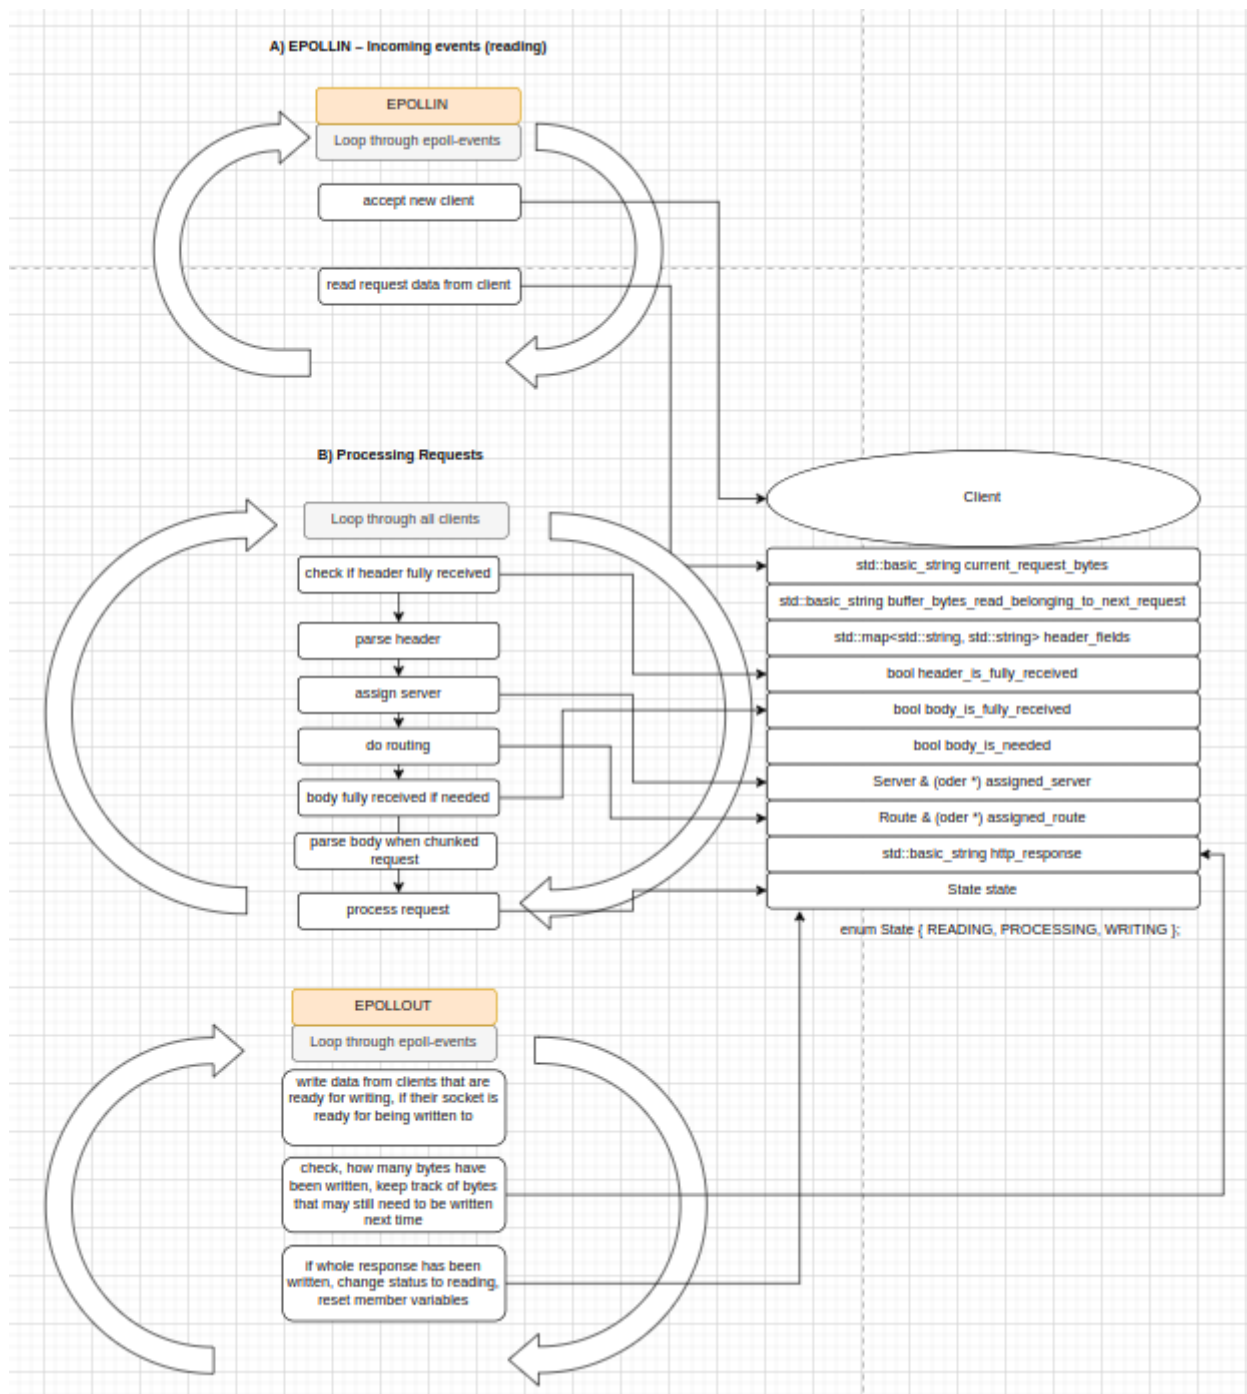 A) EPOLLIN – Incoming events (reading)
EPOLLIN
Loop through epoll-events
accept new client
read request data from client
B) Processing Requests
Loop through all clients
check if header fully received
parse header
assign server
do routing
body fully received if needed
parse body when chunked
request
process request
Client
std::basic_string current_request_bytes
std::basic_string buffer_bytes_read_belonging_to_next_request
std::map<std::string, std::string> header_fields
bool header_is_fully_received
bool body_is_fully_received
bool body_is_needed
Server & (oder *) assigned_server
Route & (oder *) assigned_route
std::basic_string http_response
State state
enum State { READING, PROCESSING, WRITING };
EPOLLOUT
Loop through epoll-events
write data from clients that are
ready for writing, if their socket is
ready for being written to
check, how many bytes have
been written, keep track of bytes
that may still need to be written
next time
if whole response has been
written, change status to reading,
reset member variables